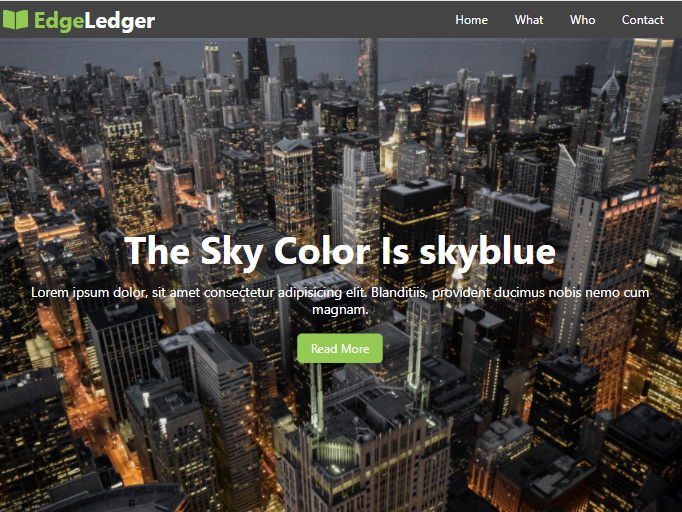 EdgeLedger
Home What Who Contact
The Sky Color Is skyblue
Lorem ipsum dolor, sit amet consectetur adipisicing elit. Blanditiis, provident ducimus nobis nemo cum
magnam.
Read More